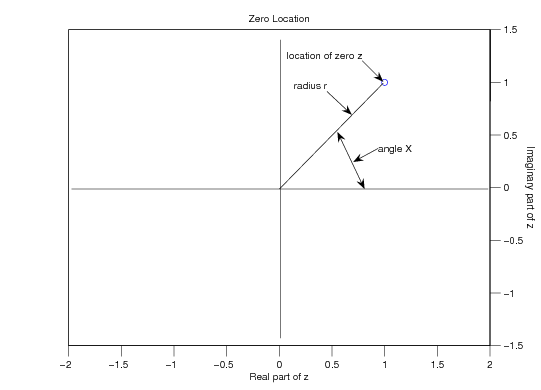 Zero Location
location of zero z
radius r
angle X
1.5
1
0.5
0
−0.5
−1
−1.5
Imaginary part of z
−2
−1.5
−1
−0.5
0
0.5
1
1.5
2
Real part of z